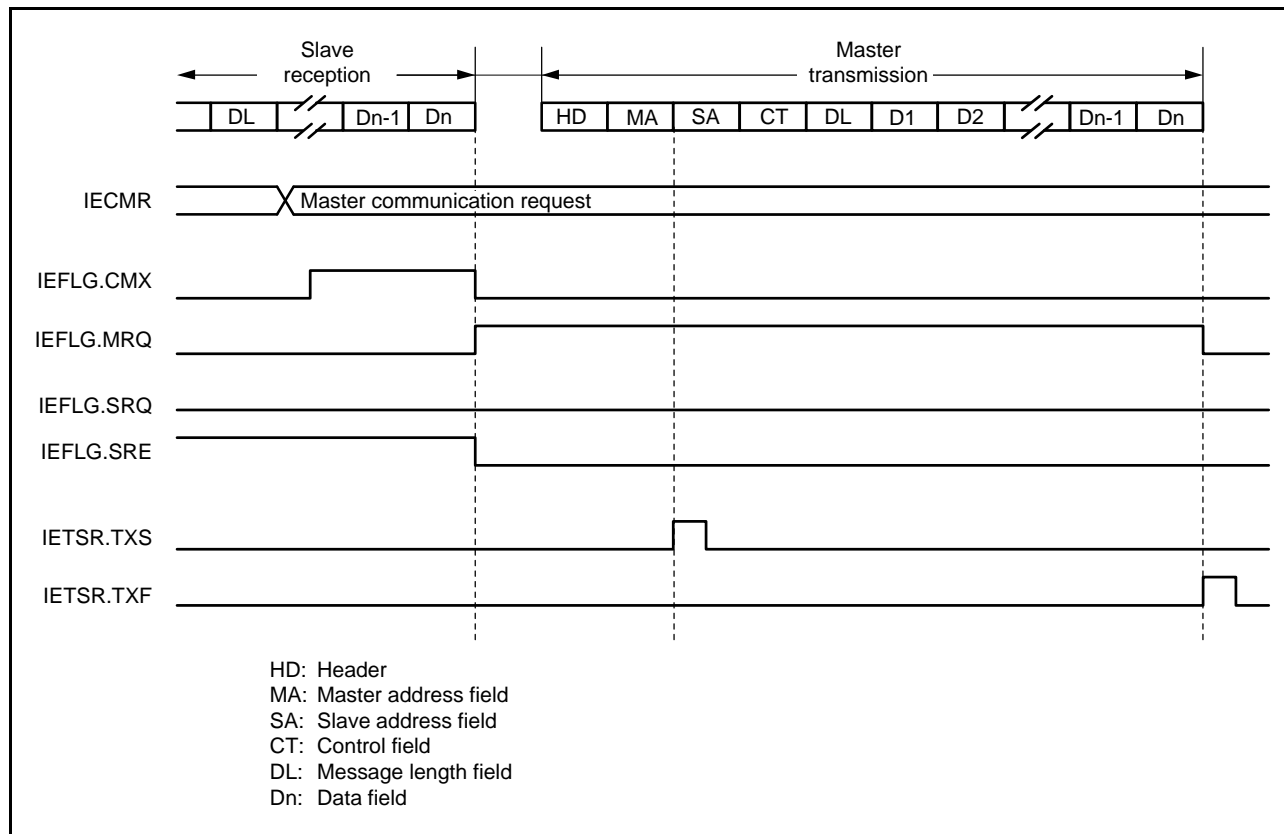 Slave
reception
Master
transmission
DL Dn-1 Dn HD MA SA CT DL D1 D2 Dn-1 Dn
IECMR Master communication request
IEFLG.CMX
IEFLG.MRQ
IEFLG.SRQ
IEFLG.SRE
IETSR.TXS
IETSR.TXF
HD: Header
MA: Master address field
SA: Slave address field
CT: Control field
DL: Message length field
Dn: Data field